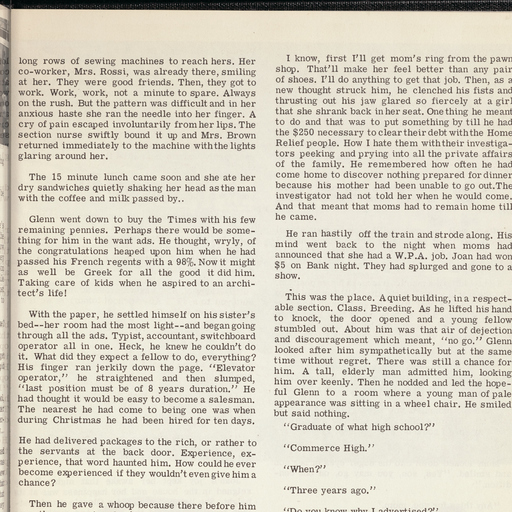 long rows of sewing machines to reach hers. Her
co-worker, Mrs. Rossi, was already there, smiling
at her. They were good friends. Then, they got to
work. Work, work, not a minute to spare. Always
on the rush. But the pattern was difficult and in her
anxious haste she ran the needle into her finger. A
cry of pain escaped involuntarily from her lips. The
section nurse swiftly bound it up and Mrs. Brown
returned immediately to the machine with the lights
glaring around her.
The 15 minute lunch came soon and she ate her
dry sandwiches quietly shaking her head as the man
with the coffee and milk passed by..
Glenn went down to buy the Times with his few
remaining pennies. Perhaps there would be some-
thing for him in the want ads. He thought, wryly, of
the congratulations heaped upon him when he had
passed his French regents with a 98%. Now it might
as well be Greek for all the good it did him.
Taking care of kids when he aspired to an archi-
tect's life!
With the paper, he settled himself on his sister's
bed--her room had the most light--and began going
through all the ads. Typist, accountant, switchboard
operator all in one. Heck, he knew he couldn't do
it. What did they expect a fellow to do, everything?
His finger ran jerkily down the page. "Elevator
operator," he straightened and then slumped,
"last position must be of 8 years duration." He
had thought it would be easy to become a salesman.
The nearest he had come to being one was when
during Christmas he had been hired for ten days.
He had delivered packages to the rich, or rather to
the servants at the back door. Experience, ex-
perience, that word haunted him. How could he ever
become experienced if they wouldn't even give him a
chance?
Then he gave a whoop because there before him
I know, first I'll get mom's ring from the pawn
shop. That'll make her feel better than any pair
of shoes. I'll do anything to get that job. Then, as a
new thought struck him, he clenched his fists and
thrusting out his jaw glared so fiercely at a girl
that she shrank back in her seat. One thing he meant
to do and that was to put something by till he had
the $250 necessary to clear their debt with the Home
Relief people. How I hate them with their investiga-
tors peeking and prying into all the private affairs
of the family. He remembered how often he had
come home to discover nothing prepared for dinner
because his mother had been unable to go out. The
investigator had not told her when he would come.
And that meant that moms had to remain home till
he came.
He ran hastily off the train and strode along. His
mind went back to the night when moms had
announced that she had a W.P.A. job. Joan had won
$5 on Bank night. They had splurged and gone to a
show.
This was the place. A quiet building, in a respect-
able section. Class. Breeding. As he lifted his hand
to knock, the door opened and a young fellow
stumbled out. About him was that air of dejection
and discouragement which meant, "no go." Glenn
looked after him sympathetically but at the same
time without regret. There was still a chance for
him. A tall, elderly man admitted him, looking
him over keenly. Then he nodded and led the hope-
ful Glenn to a room where a young man of pale
appearance was sitting in a wheel chair. He smiled
but said nothing.
"Graduate of what high school?"
"Commerce High."
"When?"
"Three years ago."
"Do you know why I advertised?"